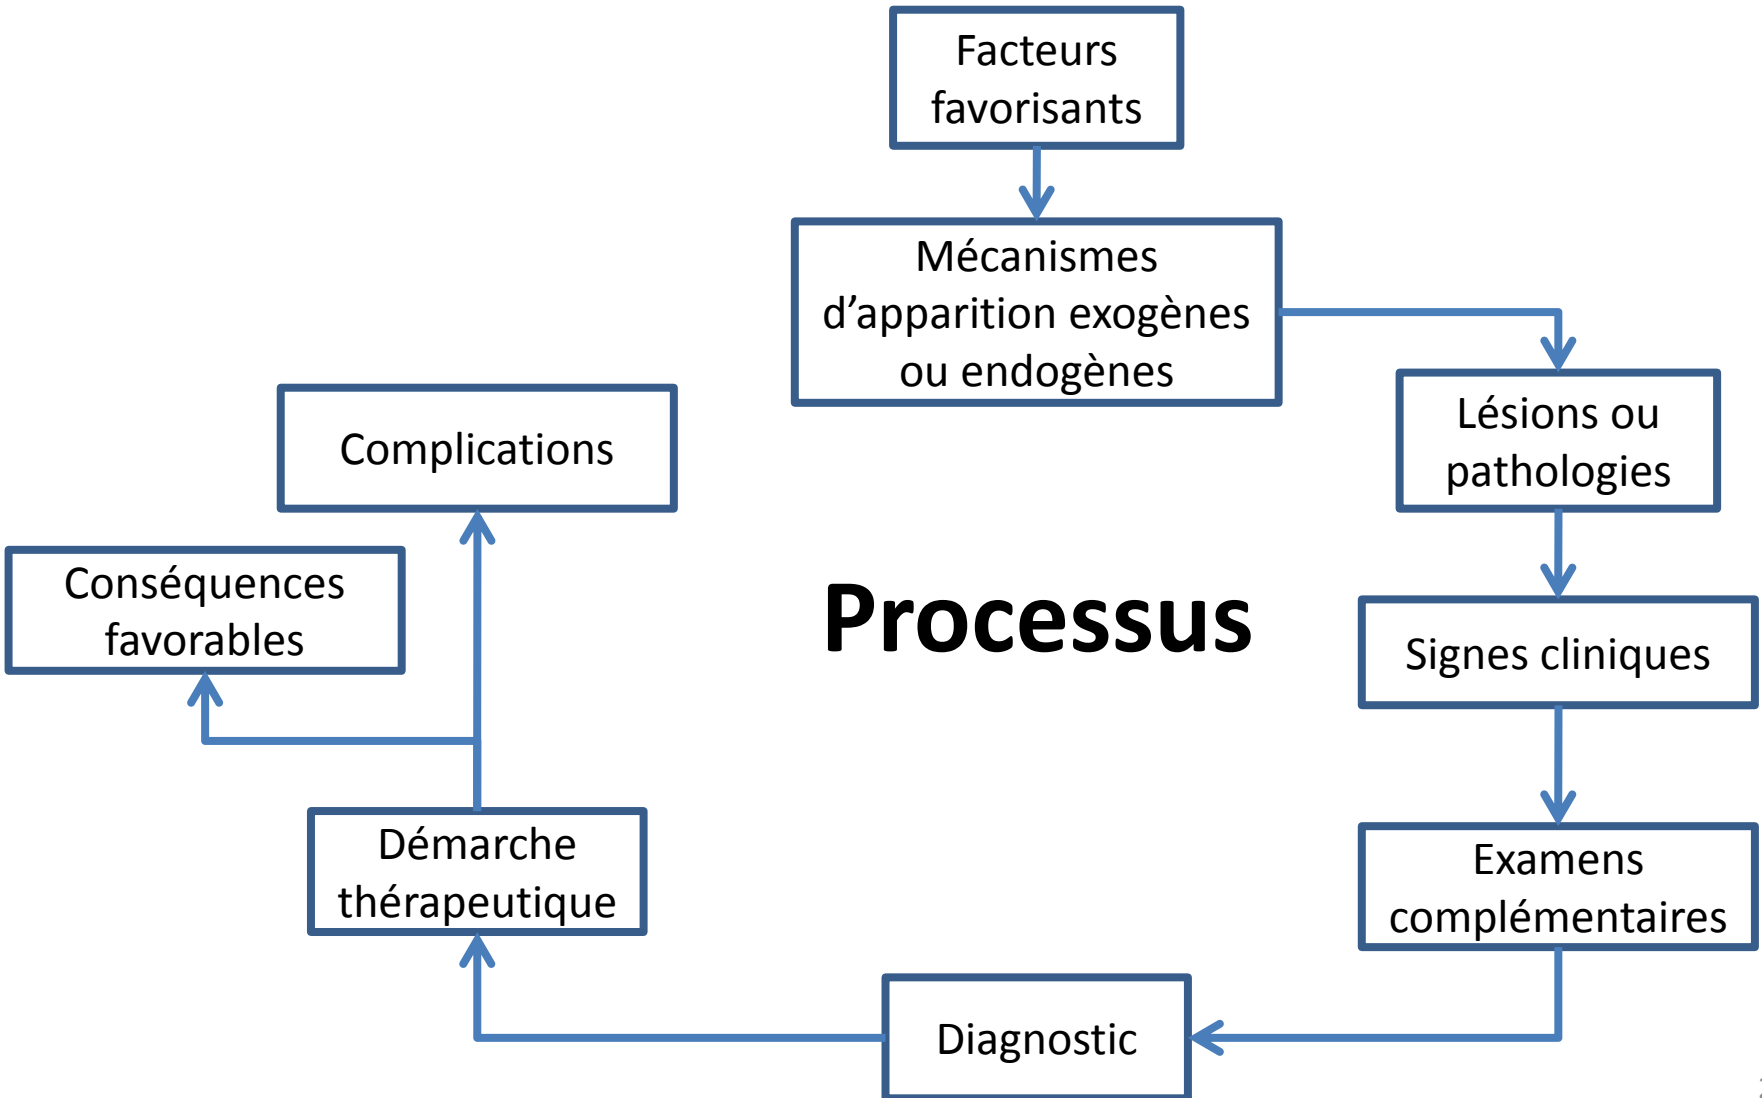 Facteurs
favorisants
Mécanismes
d’apparition exogènes
ou endogènes
Lésions ou
pathologies
Signes cliniques
Examens
complémentaires
Diagnostic
Démarche
thérapeutique
Conséquences
favorables
Complications
Processus